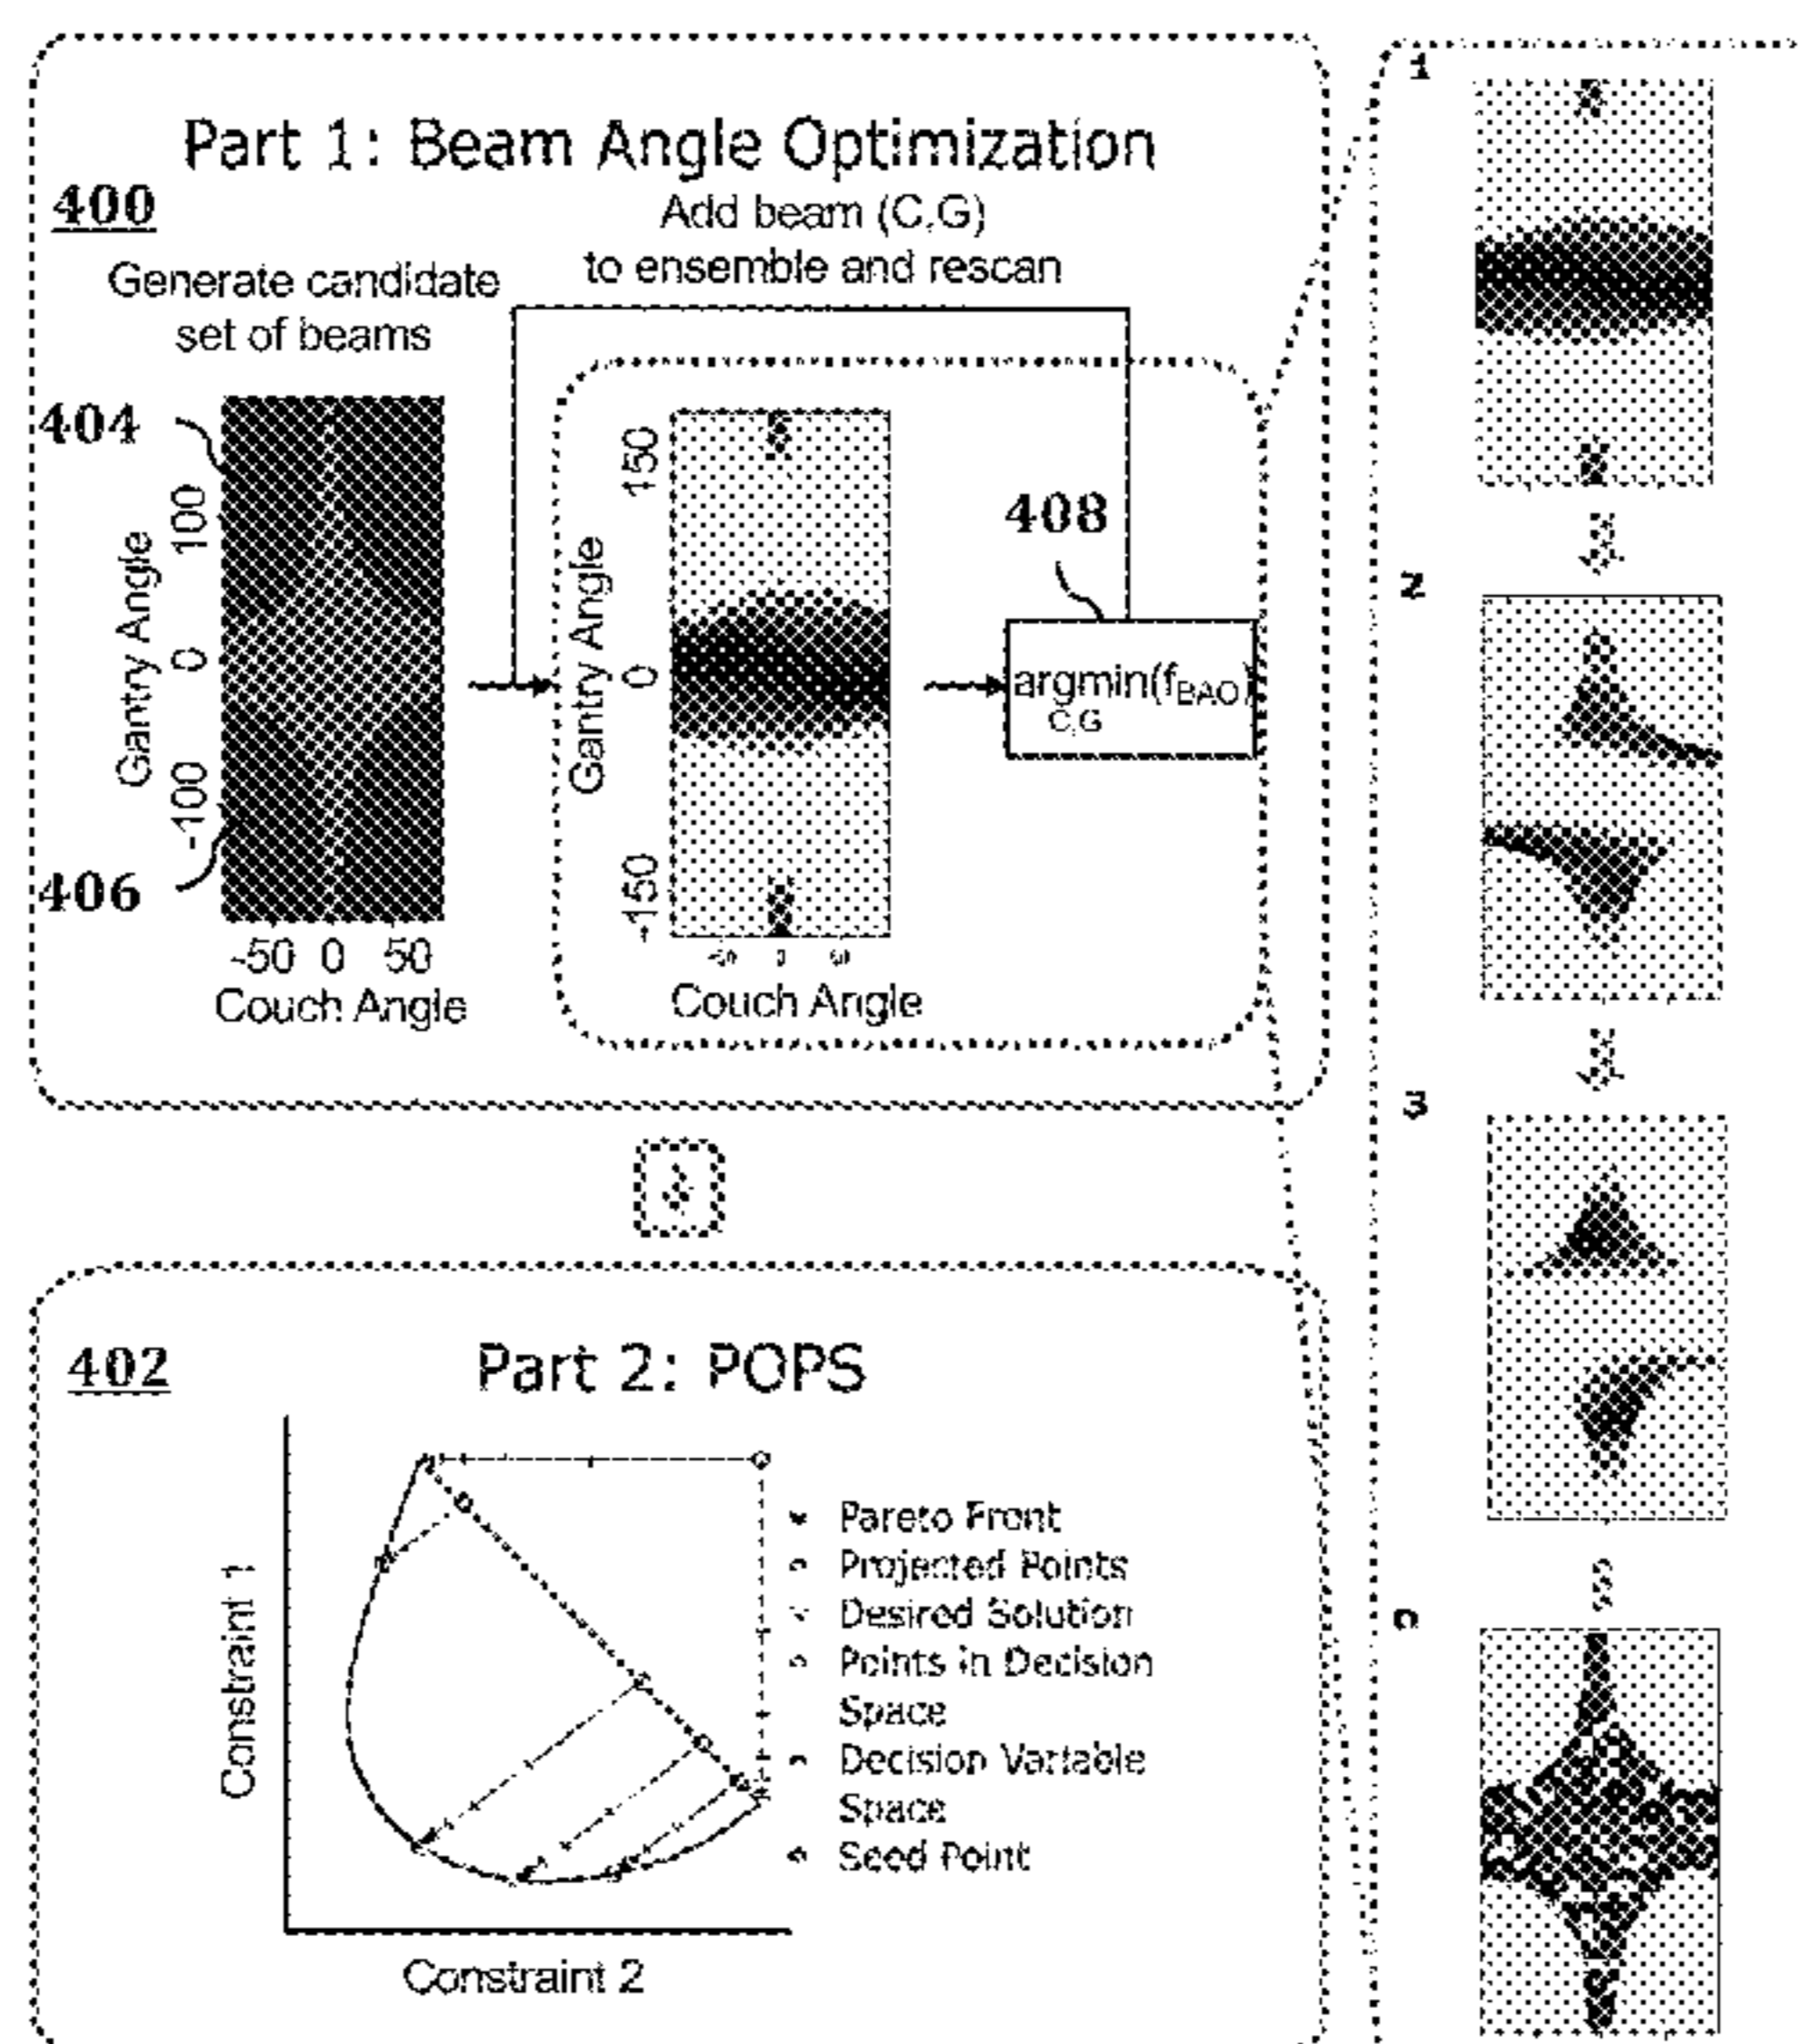 Part 1: Beam Angle Optimization
400
Add beam (C,G)
to ensemble and rescan
Generate candidate
set of beams
404
406
Gantry Angle
100
0
-100
-50 0 50
Couch Angle
Gantry Angle
150
0
-150
-50 0 50
Couch Angle
408
argmin(fBAO)
C,G
402
Part 2: POPS
Constraint 1
Constraint 2
Pareto Front
Projected Points
Desired Solution
Points in Decision
Space
Decision Variable
Space
Seed Point
1
2
3
C